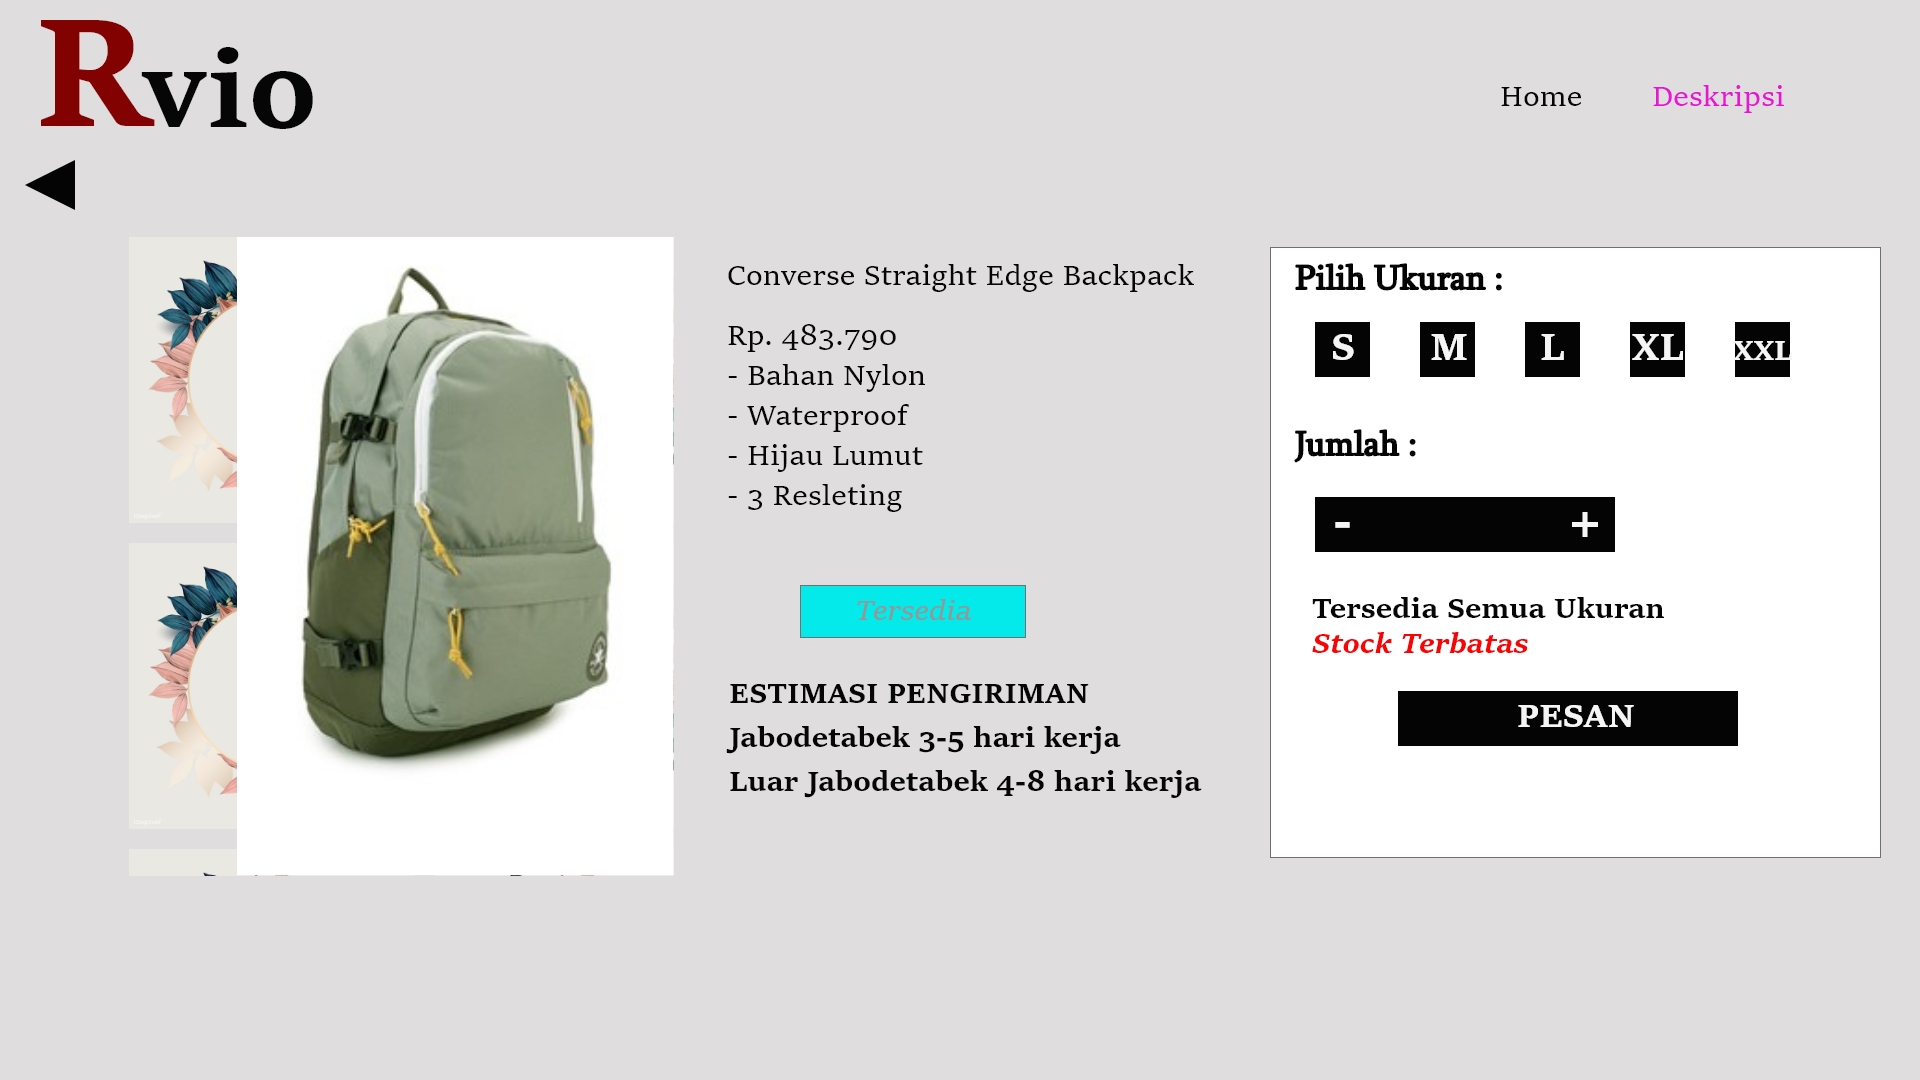 Rvio
Home
Deskripsi
Converse Straight Edge Backpack
Rp. 483.790
- Bahan Nylon
- Waterproof
- Hijau Lumut
- 3 Resleting
Tersedia
ESTIMASI PENGIRIMAN
Jabodetabek 3-5 hari kerja
Luar Jabodetabek 4-8 hari kerja
Pilih Ukuran :
S
M
L
XL
XXL
Jumlah :
- +
Tersedia Semua Ukuran
Stock Terbatas
PESAN